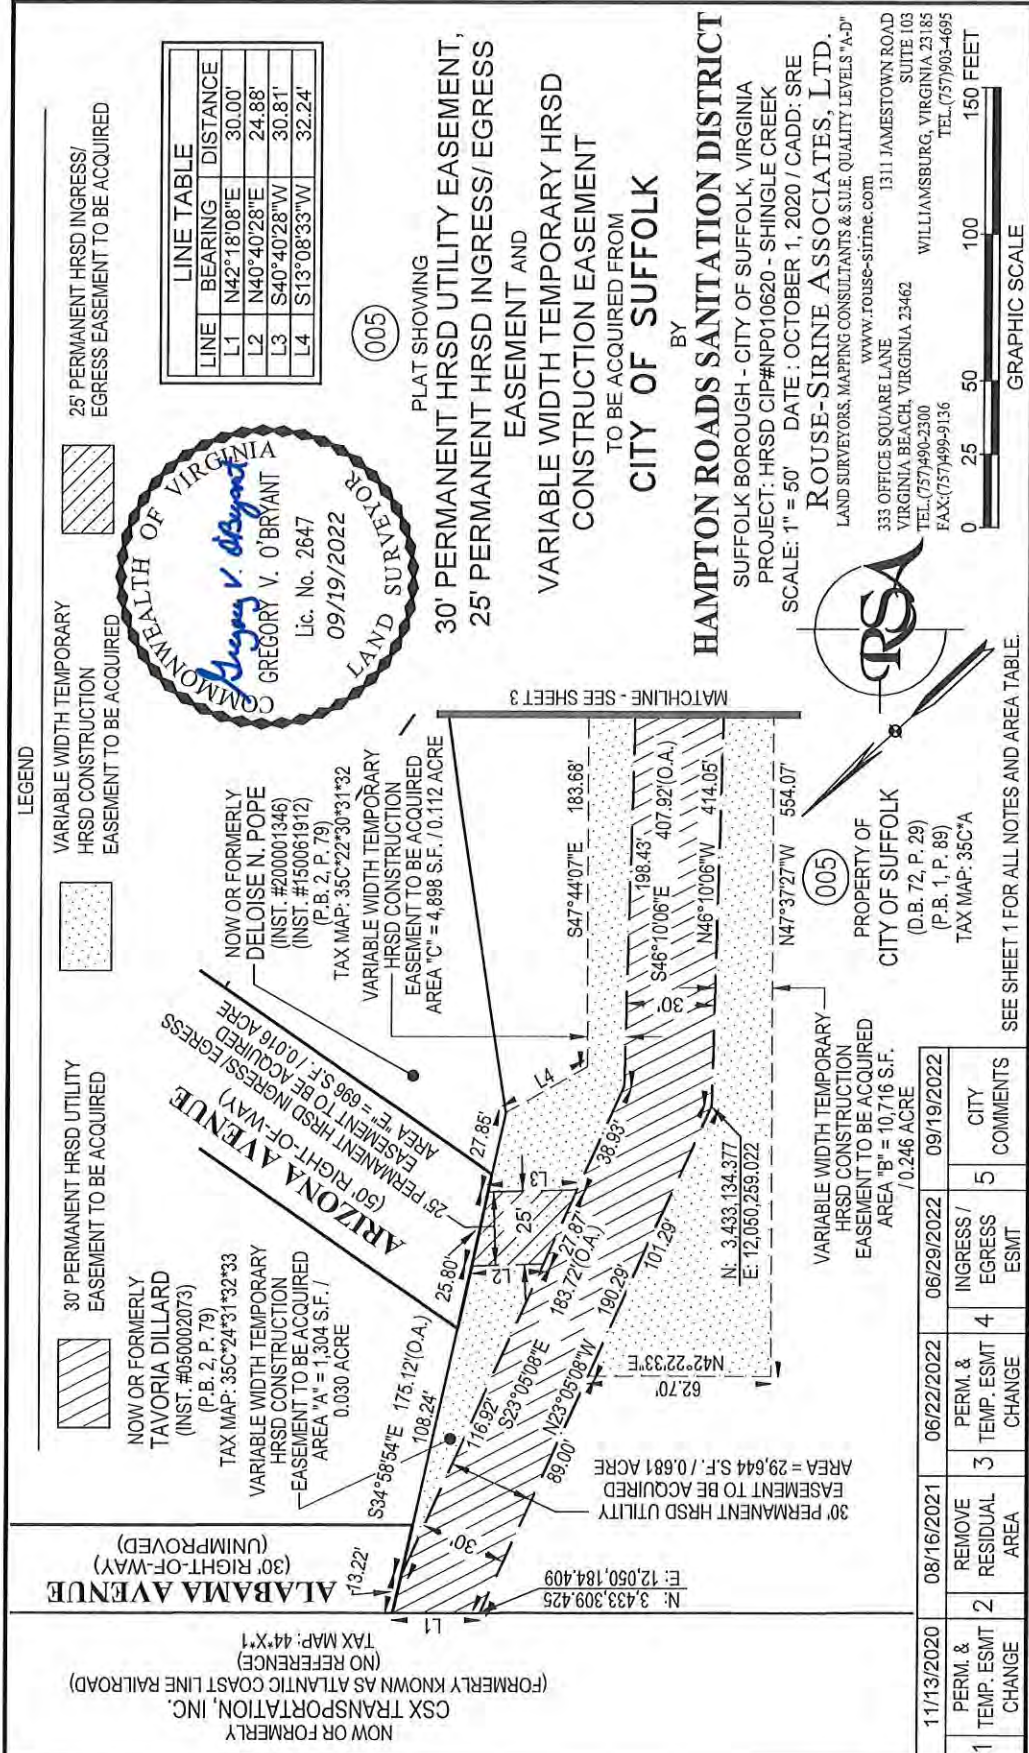 LEGEND
30' PERMANENT HRSD UTILITY
EASEMENT TO BE ACQUIRED
VARIABLE WIDTH TEMPORARY
HRSD CONSTRUCTION
EASEMENT TO BE ACQUIRED
25' PERMANENT HRSD INGRESS/
EGRESS EASEMENT TO BE ACQUIRED
NOW OR FORMERLY
CSX TRANSPORTATION, INC.
(FORMERLY KNOWN AS ATLANTIC COAST LINE RAILROAD)
(NO REFERENCE)
TAX MAP: 44*X*1
ALABAMA AVENUE
(30' RIGHT-OF-WAY)
(UNIMPROVED)
NOW OR FORMERLY
TAVORIA DILLARD
(INST. #050002073)
(P.B. 2, P. 79)
TAX MAP: 35C*24*31*32*33
VARIABLE WIDTH TEMPORARY
HRSD CONSTRUCTION
EASEMENT TO BE ACQUIRED
AREA "A" = 1,304 S.F. /
0.030 ACRE
ARIZONA AVENUE
(50' RIGHT-OF-WAY)
25' PERMANENT HRSD INGRESS/ EGRESS
EASEMENT TO BE ACQUIRED
AREA "E" = 696 S.F. / 0.016 ACRE
NOW OR FORMERLY
DELOISE N. POPE
(INST. #200001346)
(INST. #150061912)
(P.B. 2, P. 79)
TAX MAP: 35C*22*30*31*32
VARIABLE WIDTH TEMPORARY
HRSD CONSTRUCTION
EASEMENT TO BE ACQUIRED
AREA "C" = 4,898 S.F. / 0.112 ACRE
COMMONWEALTH OF VIRGINIA
Gregory V. O'Bryant
GREGORY V. O'BRYANT
Lic. No. 2647
09/19/2022
LAND SURVEYOR
LINE TABLE
LINE BEARING DISTANCE
L1 N42°18'08"E 30.00'
L2 N40°40'28"E 24.88'
L3 S40°40'28"W 30.81'
L4 S13°08'33"W 32.24'
13.22'
S34°58'54"E 175.12'(O.A.)
108.24'
25.80'
27.85'
L1
30'
L2
25'
L3
L4
116.92'
S23°05'08"E
183.72'(O.A.)
27.87'
38.93'
89.00'
N23°05'08"W
190.29'
101.29'
N: 3,433,309.425
E: 12,050,184.409
30' PERMANENT HRSD UTILITY
EASEMENT TO BE ACQUIRED
AREA = 29,644 S.F. / 0.681 ACRE
62.70'
N42°22'33"E
N: 3,433,134.377
E: 12,050,259.022
S47°44'07"E 183.68'
198.43'
S46°10'06"E 407.92'(O.A.)
30'
N46°10'06"W 414.05'
N47°37'27"W 554.07'
MATCHLINE - SEE SHEET 3
VARIABLE WIDTH TEMPORARY
HRSD CONSTRUCTION
EASEMENT TO BE ACQUIRED
AREA "B" = 10,716 S.F.
/ 0.246 ACRE
005
PROPERTY OF
CITY OF SUFFOLK
(D.B. 72, P. 29)
(P.B. 1, P. 89)
TAX MAP: 35C*A
SEE SHEET 1 FOR ALL NOTES AND AREA TABLE.
005
PLAT SHOWING
30' PERMANENT HRSD UTILITY EASEMENT,
25' PERMANENT HRSD INGRESS/ EGRESS
EASEMENT AND
VARIABLE WIDTH TEMPORARY HRSD
CONSTRUCTION EASEMENT
TO BE ACQUIRED FROM
CITY OF SUFFOLK
BY
HAMPTON ROADS SANITATION DISTRICT
SUFFOLK BOROUGH - CITY OF SUFFOLK, VIRGINIA
PROJECT: HRSD CIP#NP010620 - SHINGLE CREEK
SCALE: 1" = 50' DATE : OCTOBER 1, 2020 / CADD: SRE
ROUSE-SIRINE ASSOCIATES, LTD.
LAND SURVEYORS, MAPPING CONSULTANTS & S.U.E. QUALITY LEVELS "A-D"
www.rouse-sirine.com
333 OFFICE SQUARE LANE
VIRGINIA BEACH, VIRGINIA 23462
TEL.(757)490-2300
FAX:(757)499-9136
1311 JAMESTOWN ROAD
SUITE 103
WILLIAMSBURG, VIRGINIA 23185
TEL.(757)903-4695
RSA
0 25 50 100 150 FEET
GRAPHIC SCALE
11/13/2020 08/16/2021 06/22/2022 06/29/2022 09/19/2022
1 PERM. & TEMP. ESMT CHANGE
2 REMOVE RESIDUAL AREA
3 PERM. & TEMP. ESMT CHANGE
4 INGRESS / EGRESS ESMT
5 CITY COMMENTS